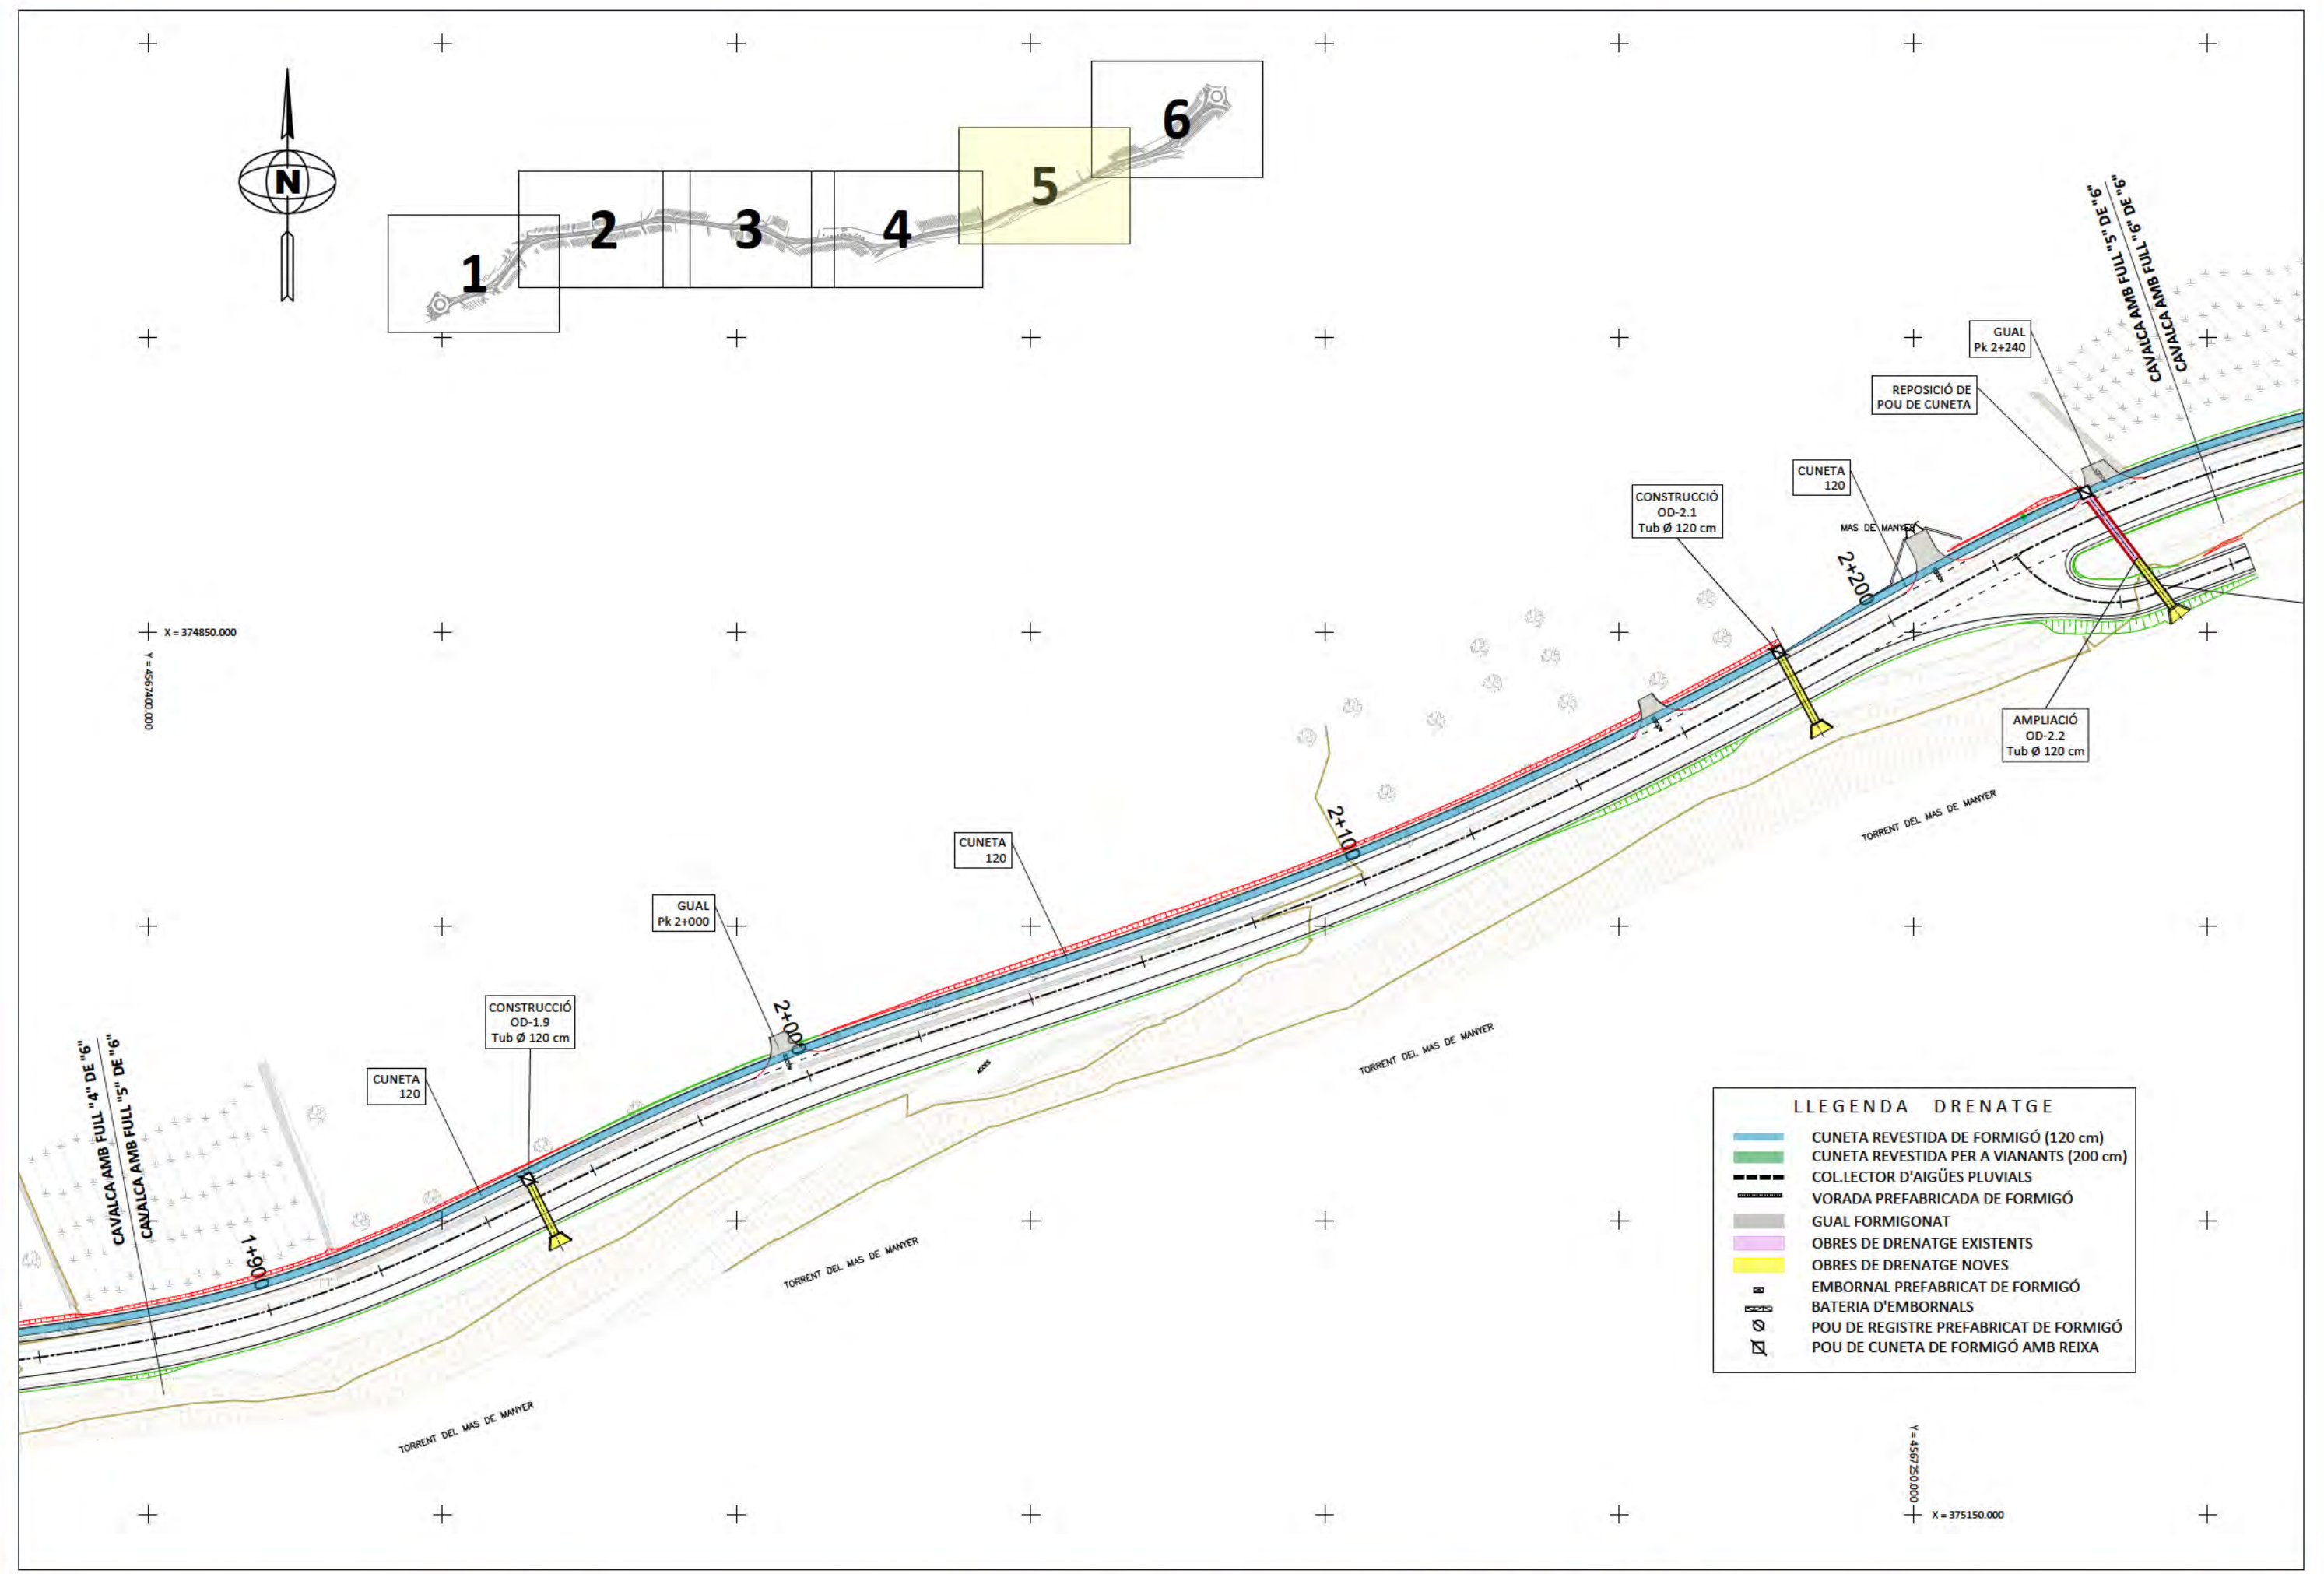 1
2
3
4
5
6
N
CAVALCA AMB FULL "5" DE "6"
CAVALCA AMB FULL "6" DE "6"
GUAL
Pk 2+240
REPOSICIÓ DE
POU DE CUNETA
CUNETA
120
CONSTRUCCIÓ
OD-2.1
Tub Ø 120 cm
MAS DE MANYER
2+200
X = 374850.000
Y = 4567400.000
AMPLIACIÓ
OD-2.2
Tub Ø 120 cm
TORRENT DEL MAS DE MANYER
2+100
CUNETA
120
GUAL
Pk 2+000
2+000
CONSTRUCCIÓ
OD-1.9
Tub Ø 120 cm
ACCES
TORRENT DEL MAS DE MANYER
CUNETA
120
CAVALCA AMB FULL "4" DE "6"
CAVALCA AMB FULL "5" DE "6"
1+900
TORRENT DEL MAS DE MANYER
TORRENT DEL MAS DE MANYER
LLEGENDA DRENATGE
CUNETA REVESTIDA DE FORMIGÓ (120 cm)
CUNETA REVESTIDA PER A VIANANTS (200 cm)
COL.LECTOR D'AIGÜES PLUVIALS
VORADA PREFABRICADA DE FORMIGÓ
GUAL FORMIGONAT
OBRES DE DRENATGE EXISTENTS
OBRES DE DRENATGE NOVES
EMBORNAL PREFABRICAT DE FORMIGÓ
BATERIA D'EMBORNALS
POU DE REGISTRE PREFABRICAT DE FORMIGÓ
POU DE CUNETA DE FORMIGÓ AMB REIXA
Y = 4567250.000
X = 375150.000